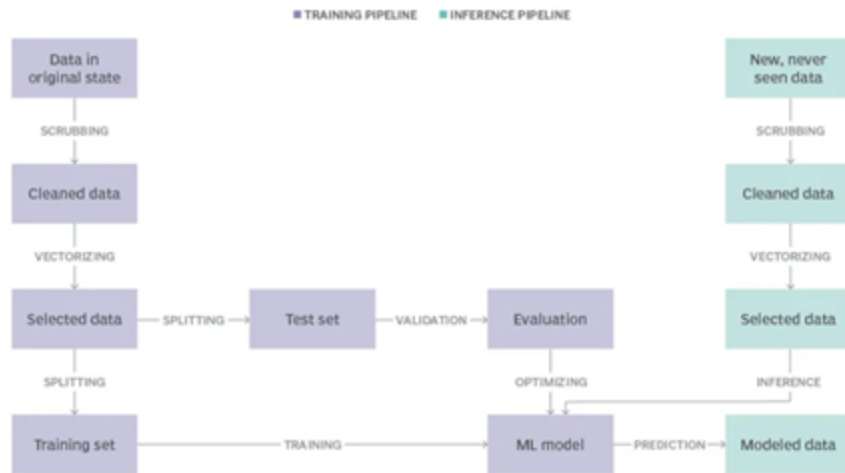 TRAINING PIPELINE
INFERENCE PIPELINE
Data in
original state
New, never
seen data
SCRUBBING
SCRUBBING
Cleaned data
Cleaned data
VECTORIZING
VECTORIZING
Selected data
SPLITTING
Test set
VALIDATION
Evaluation
Selected data
SPLITTING
OPTIMIZING
INFERENCE
Training set
TRAINING
ML model
PREDICTION
Modeled data